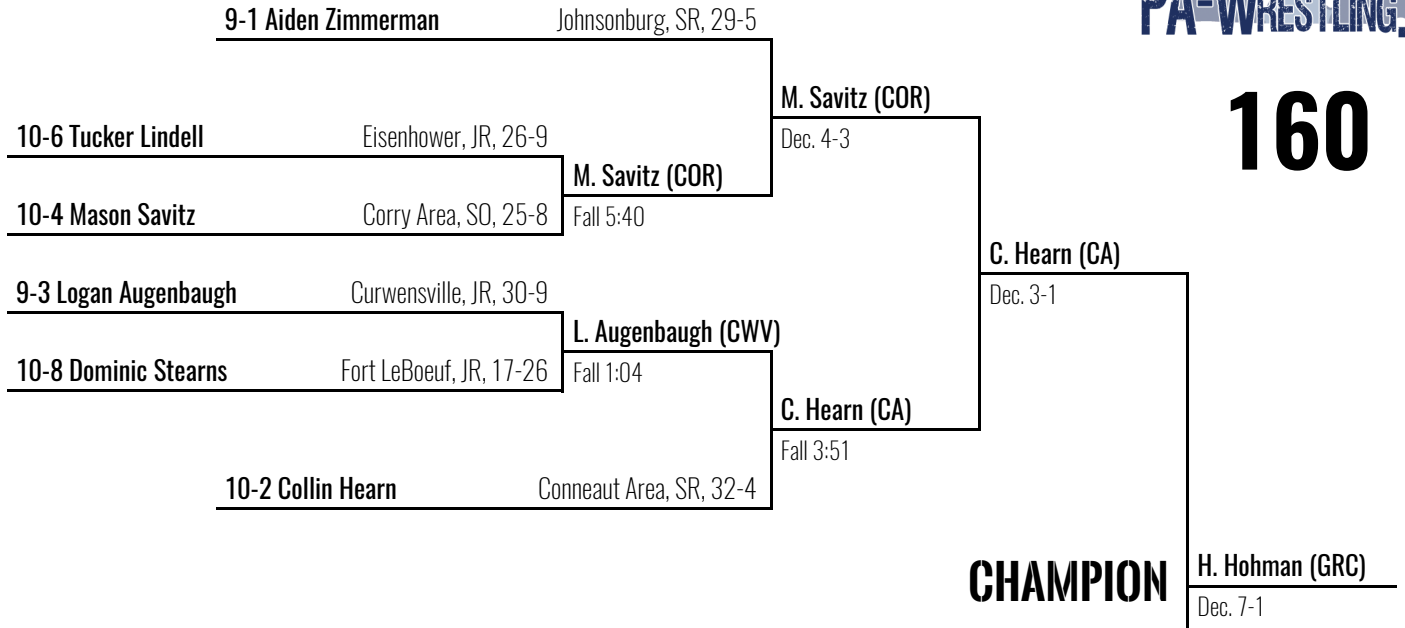 PA-WRESTLING.
160
9-1 Aiden Zimmerman Johnsonburg, SR, 29-5
M. Savitz (COR)
Dec. 4-3
10-6 Tucker Lindell Eisenhower, JR, 26-9
M. Savitz (COR)
Fall 5:40
10-4 Mason Savitz Corry Area, SO, 25-8
C. Hearn (CA)
Dec. 3-1
9-3 Logan Augenbaugh Curwensville, JR, 30-9
L. Augenbaugh (CWV)
Fall 1:04
10-8 Dominic Stearns Fort LeBoeuf, JR, 17-26
C. Hearn (CA)
Fall 3:51
10-2 Collin Hearn Conneaut Area, SR, 32-4
CHAMPION
H. Hohman (GRC)
Dec. 7-1